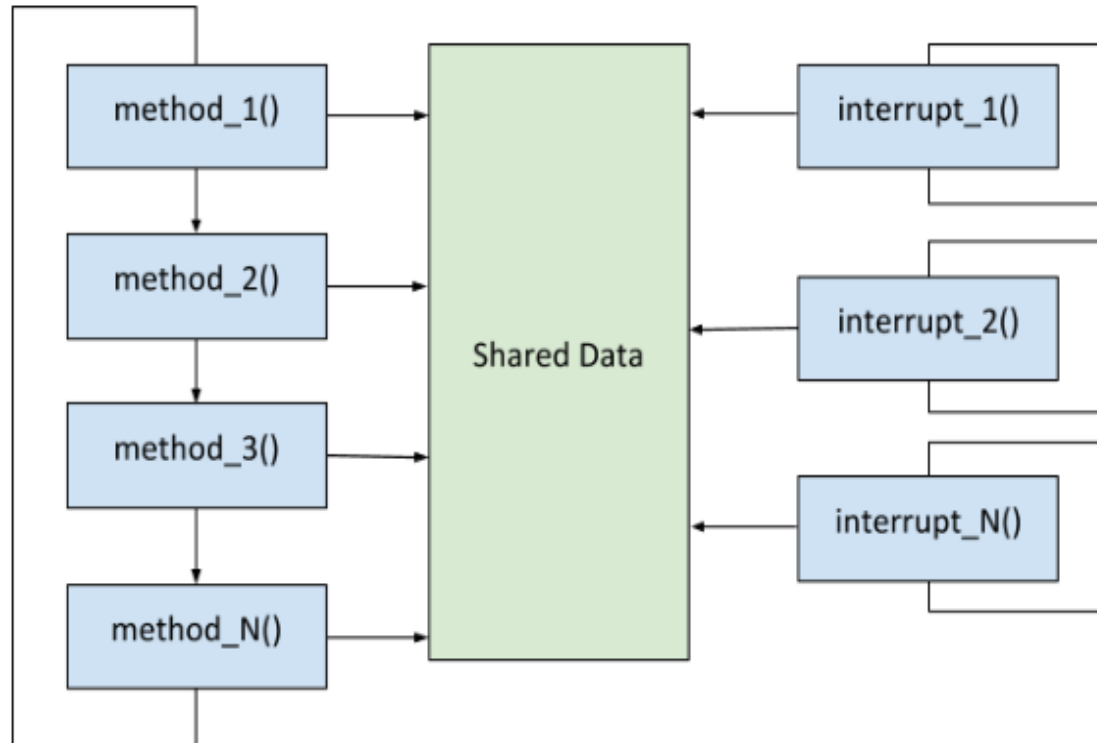 method_1()
method_2()
method_3()
method_N()
Shared Data
interrupt_1()
interrupt_2()
interrupt_N()